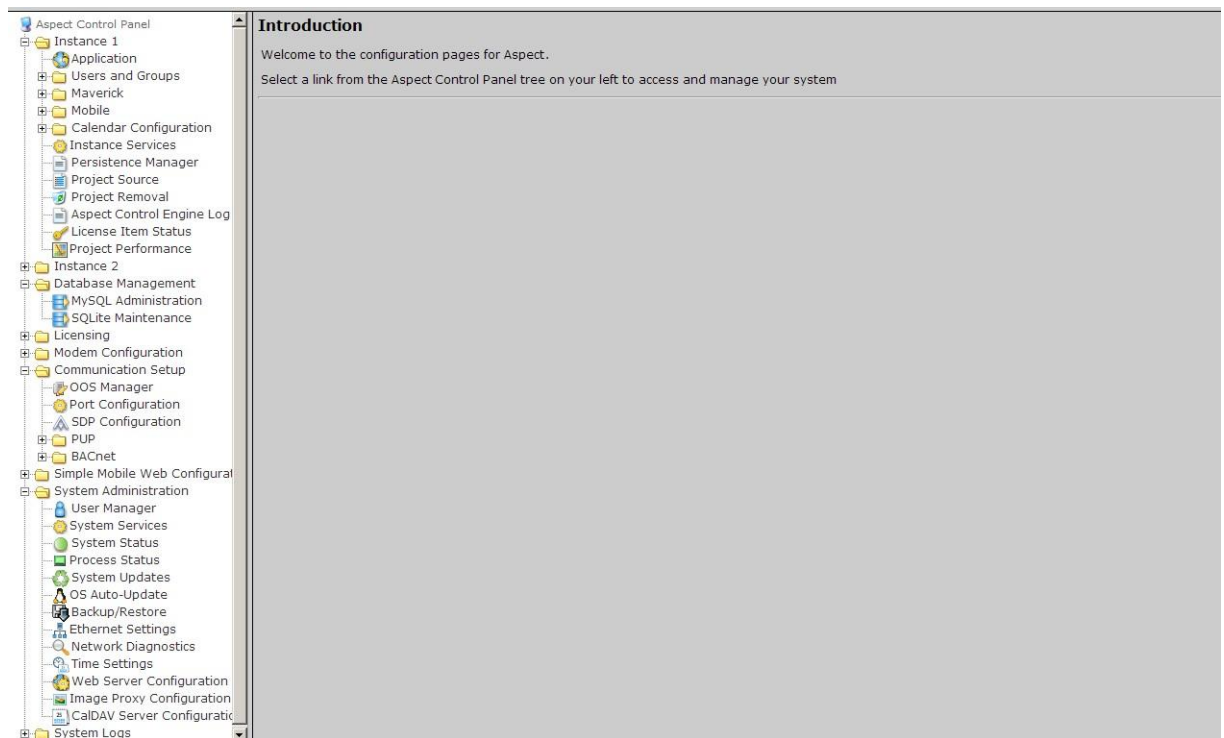 Aspect Control Panel
Instance 1
Application
Users and Groups
Maverick
Mobile
Calendar Configuration
Instance Services
Persistence Manager
Project Source
Project Removal
Aspect Control Engine Log
License Item Status
Project Performance
Instance 2
Database Management
MySQL Administration
SQLite Maintenance
Licensing
Modem Configuration
Communication Setup
OOS Manager
Port Configuration
SDP Configuration
PUP
BACnet
Simple Mobile Web Configurat
System Administration
User Manager
System Services
System Status
Process Status
System Updates
OS Auto-Update
Backup/Restore
Ethernet Settings
Network Diagnostics
Time Settings
Web Server Configuration
Image Proxy Configuration
CalDAV Server Configuratio
System Logs
Introduction
Welcome to the configuration pages for Aspect.
Select a link from the Aspect Control Panel tree on your left to access and manage your system